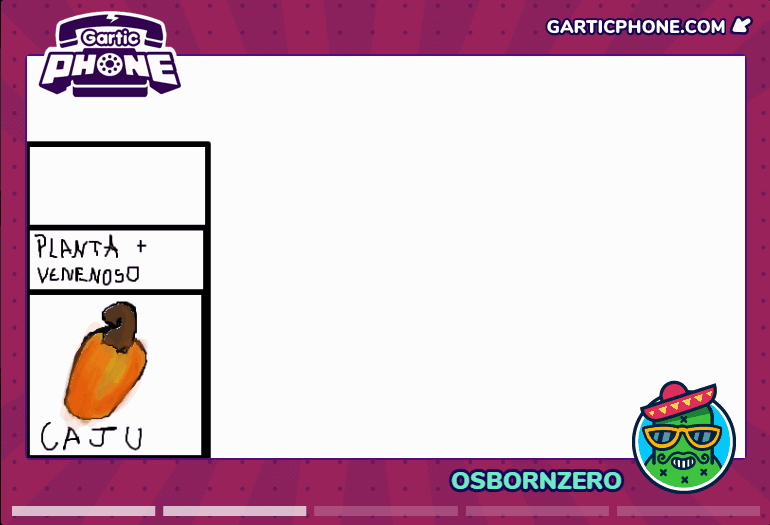 Gartic
PHONE
GARTICPHONE.COM
PLANTA +
VENENOSO
CAJU
OSBORNZERO